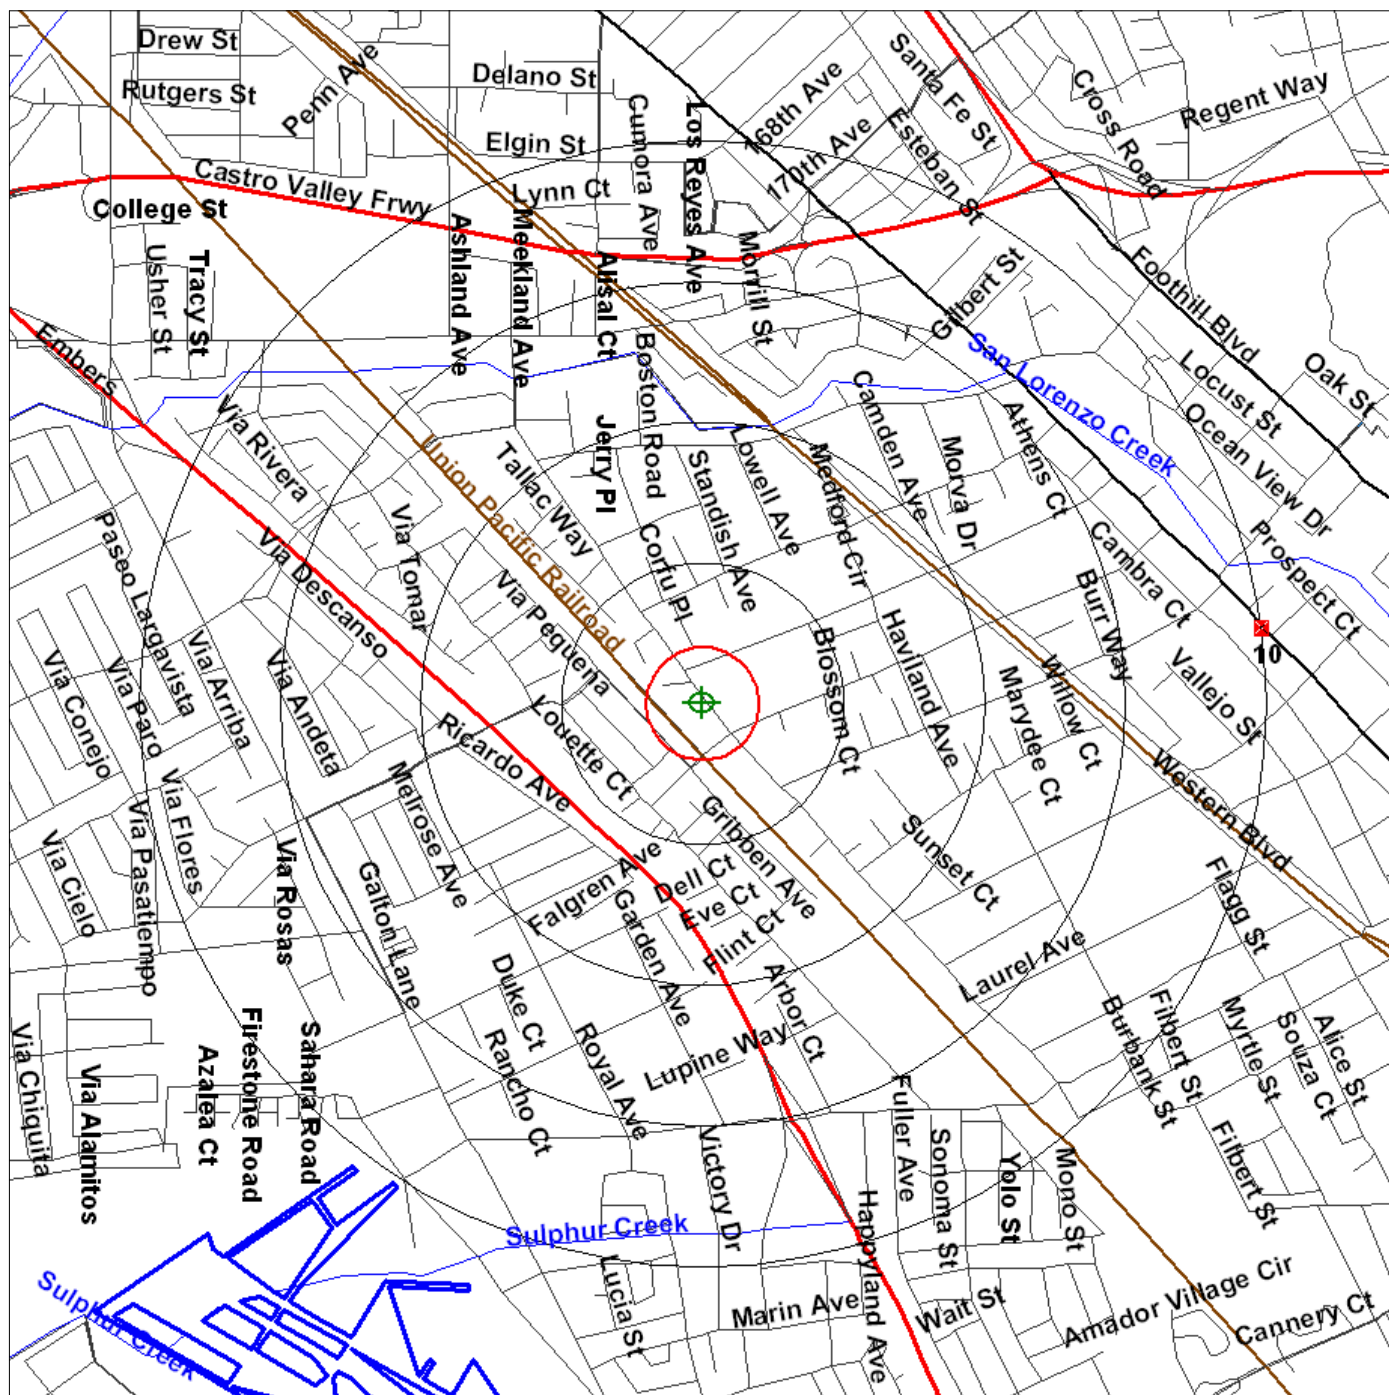 Drew St
Rutgers St
Penn Ave
Delano St
Elgin St
Lynn Ct
Cumora Ave
Los Reyes Ave
168th Ave
170th Ave
Santa Fe St
Esteban St
Cross Road
Regent Way
Castro Valley Frwy
College St
Usher St
Tracy St
Ashland Ave
Meekland Ave
Alisal Ct
Morrill St
Gilbert St
Foothill Blvd
San Lorenzo Creek
Locust St
Oak St
Ocean View Dr
Prospect Ct
Embers
Via Rivera
Union Pacific Railroad
Tallac Way
Jerry Pl
Boston Road
Standish Ave
Lowell Ave
Medford Cir
Camden Ave
Morva Dr
Athens Ct
Cambra Ct
Burr Way
Vallejo St
10
Paseo Largavista
Via Descanso
Via Tomar
Via Pequena
Corfu Pl
Blossom Ct
Haviland Ave
Marydee Ct
Willow Ct
Western Blvd
Via Conejo
Via Paro
Via Arriba
Via Andeta
Ricardo Ave
Louette Ct
Melrose Ave
Gribben Ave
Sunset Ct
Flagg St
Via Cielo
Via Pasatiempo
Via Flores
Via Rosas
Galton Lane
Falgren Ave
Dell Ct
Eve Ct
Flint Ct
Garden Ave
Laurel Ave
Duke Ct
Rancho Ct
Royal Ave
Lupine Way
Arbor Ct
Burbank St
Filbert St
Myrtle St
Souza Ct
Alice St
Via Chiquita
Via Alamitos
Azalea Ct
Firestone Road
Sahara Road
Fuller Ave
Sonoma St
Yolo St
Mono St
Filbert St
Victory Dr
Sulphur Creek
Lucia St
Happyland Ave
Marin Ave
Wait St
Amador Village Cir
Cannery Ct
Sulphur Creek